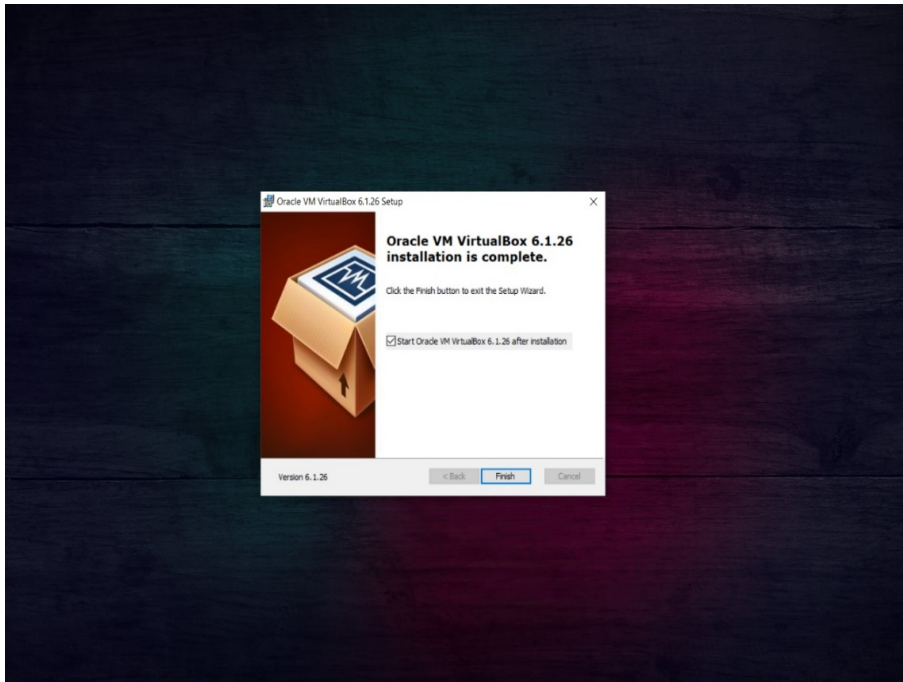 Oracle VM VirtualBox 6.1.26 Setup
Oracle VM VirtualBox 6.1.26
installation is complete.
Click the Finish button to exit the Setup Wizard.
Start Oracle VM VirtualBox 6.1.26 after installation
Version 6.1.26
< Back Finish Cancel